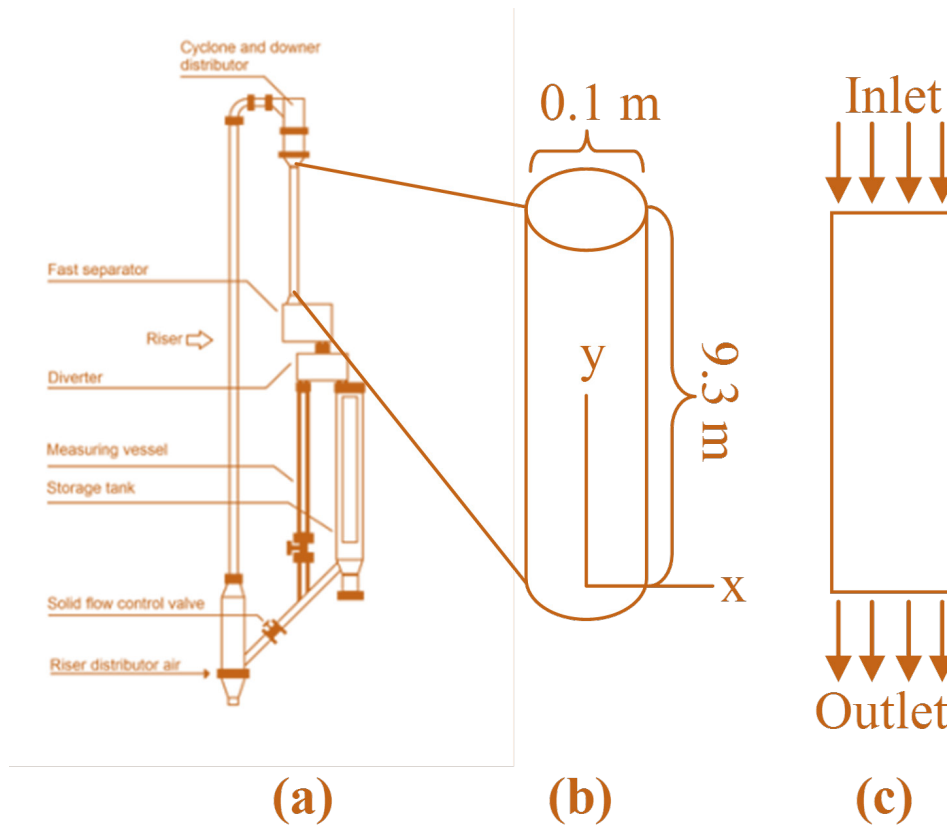 Cyclone and downer
distributor
Fast separator
Riser
Diverter
Measuring vessel
Storage tank
Solid flow control valve
Riser distributor air
(a)
0.1 m
9.3 m
y
x
(b)
Inlet
Outlet
(c)